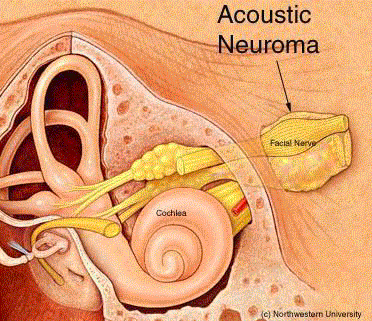 Acoustic
Neuroma
Facial Nerve
Cochlea
(c) Northwestern University